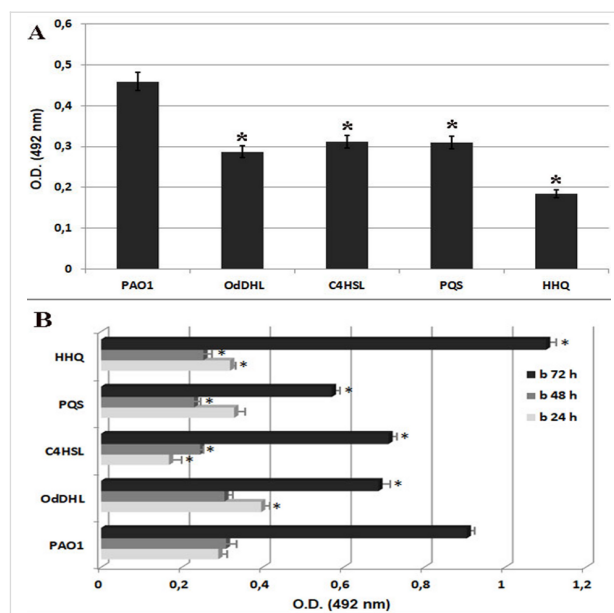 A
0,6
0,5
0,4
0,3
0,2
0,1
0
O.D. (492 nm)
* * * *
PAO1 OdDHL C4HSL PQS HHQ
B
HHQ
PQS
C4HSL
OdDHL
PAO1
* * *
* *
* * *
* *
b 72 h
b 48 h
b 24 h
0 0,2 0,4 0,6 0,8 1 1,2
O.D. (492 nm)